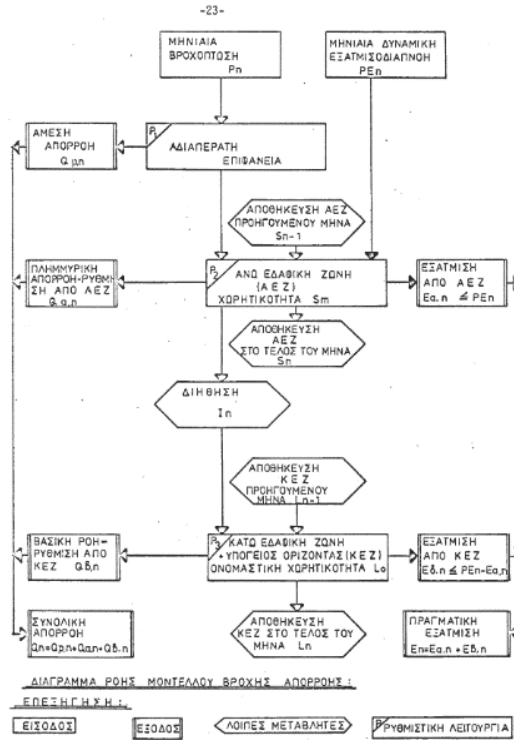 -23-
ΜΗΝΙΑΙΑ
ΒΡΟΧΟΠΤΩΣΗ
Pn
ΜΗΝΙΑΙΑ ΔΥΝΑΜΙΚΗ
ΕΞΑΤΜΙΣΟΔΙΑΠΝΟΗ
PEn
ΑΜΕΣΗ
ΑΠΟΡΡΟΗ
Q p,n
P1
ΑΔΙΑΠΕΡΑΤΗ
ΕΠΙΦΑΝΕΙΑ
ΑΠΟΘΗΚΕΥΣΗ ΑΕΖ
ΠΡΟΗΓΟΥΜΕΝΟΥ ΜΗΝΑ
Sn-1
ΠΛΗΜΜΥΡΙΚΗ
ΑΠΟΡΡΟΗ-ΡΥΘΜΙ
ΣΗ ΑΠΟ ΑΕΖ
Q a,n
P2
ΑΝΩ ΕΔΑΦΙΚΗ ΖΩΝΗ
(ΑΕΖ)
ΧΩΡΗΤΙΚΟΤΗΤΑ Sm
ΕΞΑΤΜΙΣΗ
ΑΠΟ ΑΕΖ
Ea,n ≤ PEn
ΑΠΟΘΗΚΕΥΣΗ
ΑΕΖ
ΣΤΟ ΤΕΛΟΣ ΤΟΥ ΜΗΝΑ
Sn
ΔΙΗΘΗΣΗ
In
ΑΠΟΘΗΚΕΥΣΗ
ΚΕΖ
ΠΡΟΗΓΟΥΜΕΝΟΥ
ΜΗΝΑ Ln-1
ΒΑΣΙΚΗ ΡΟΗ-
ΡΥΘΜΙΣΗ ΑΠΟ
ΚΕΖ Qδ,n
P3
ΚΑΤΩ ΕΔΑΦΙΚΗ ΖΩΝΗ
+ΥΠΟΓΕΙΟΣ ΟΡΙΖΟΝΤΑΣ(ΚΕΖ)
ΟΝΟΜΑΣΤΙΚΗ ΧΩΡΗΤΙΚΟΤΗΤΑ Lo
ΕΞΑΤΜΙΣΗ
ΑΠΟ ΚΕΖ
Eδ,n ≤ PEn-Ea,n
ΣΥΝΟΛΙΚΗ
ΑΠΟΡΡΟΗ
Qn=Qp,n+Qa,n+Qδ,n
ΑΠΟΘΗΚΕΥΣΗ
ΚΕΖ ΣΤΟ ΤΕΛΟΣ ΤΟΥ
ΜΗΝΑ Ln
ΠΡΑΓΜΑΤΙΚΗ
ΕΞΑΤΜΙΣΗ
En=Ea,n + Eδ,n
ΔΙΑΓΡΑΜΜΑ ΡΟΗΣ ΜΟΝΤΕΛΛΟΥ ΒΡΟΧΗΣ ΑΠΟΡΡΟΗΣ:
ΕΠΕΞΗΓΗΣΗ:
ΕΙΣΟΔΟΣ
ΕΞΟΔΟΣ
ΛΟΙΠΕΣ ΜΕΤΑΒΛΗΤΕΣ
P ΡΥΘΜΙΣΤΙΚΗ ΛΕΙΤΟΥΡΓΙΑ